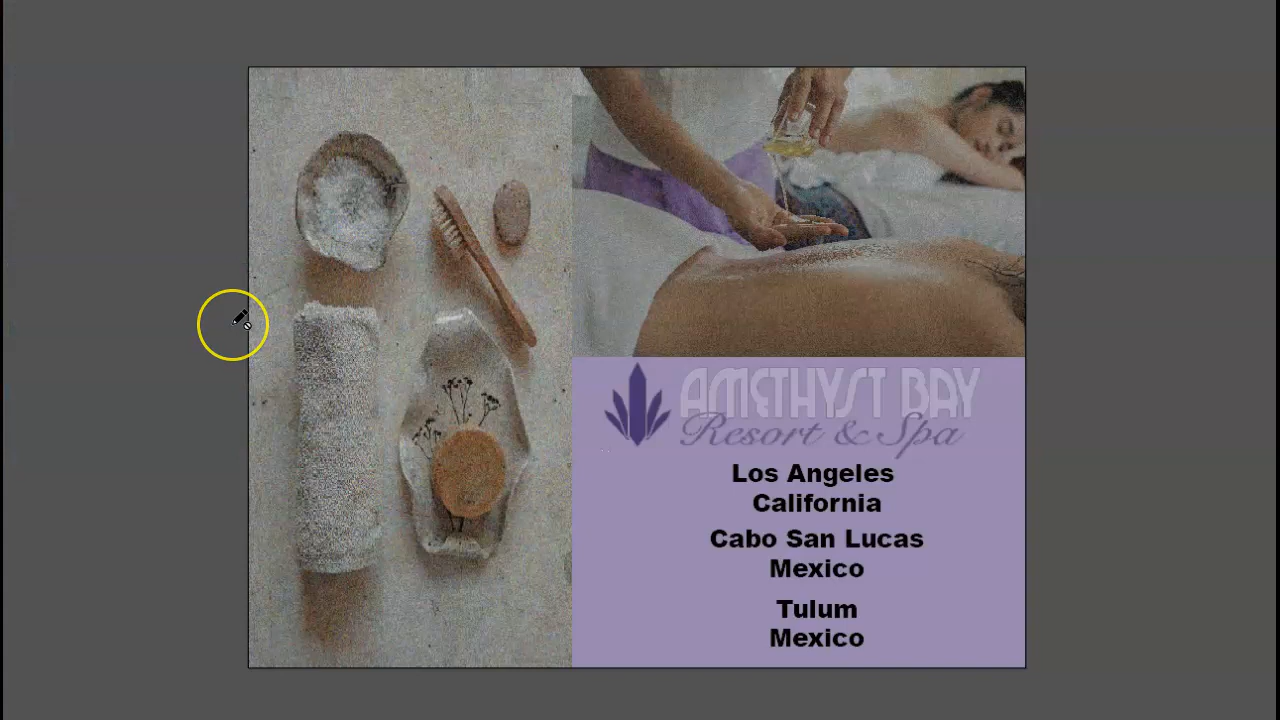 AMETHYST BAY
Resort & Spa
Los Angeles
California
Cabo San Lucas
Mexico
Tulum
Mexico